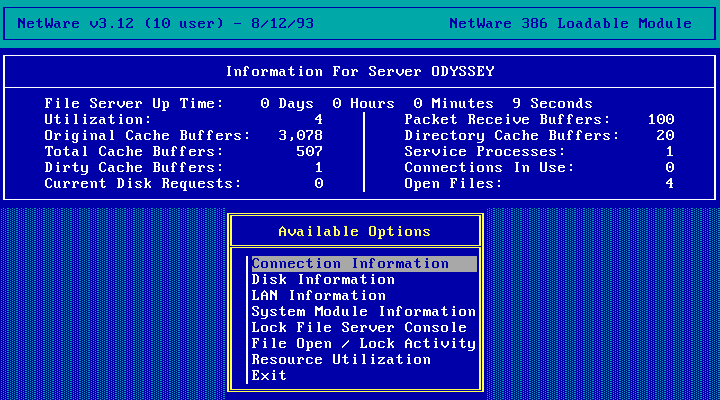 NetWare v3.12 (10 user) - 8/12/93 NetWare 386 Loadable Module
Information For Server ODYSSEY
File Server Up Time: 0 Days 0 Hours 0 Minutes 9 Seconds
Utilization: 4 Packet Receive Buffers: 100
Original Cache Buffers: 3,078 Directory Cache Buffers: 20
Total Cache Buffers: 507 Service Processes: 1
Dirty Cache Buffers: 1 Connections In Use: 0
Current Disk Requests: 0 Open Files: 4
Available Options
Connection Information
Disk Information
LAN Information
System Module Information
Lock File Server Console
File Open / Lock Activity
Resource Utilization
Exit